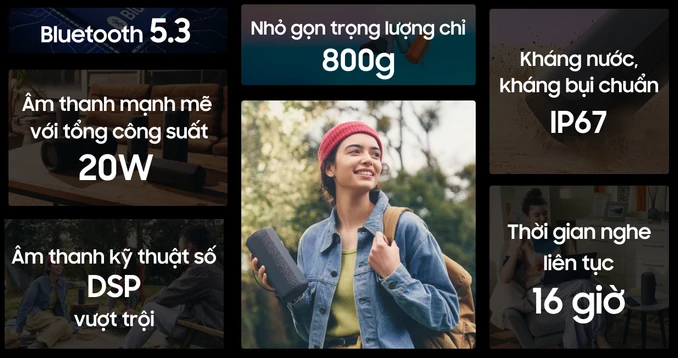 Bluetooth 5.3
Âm thanh mạnh mẽ
với tổng công suất
20W
Âm thanh kỹ thuật số
DSP
vượt trội
Nhỏ gọn trọng lượng chỉ
800g
Kháng nước,
kháng bụi chuẩn
IP67
Thời gian nghe
liên tục
16 giờ